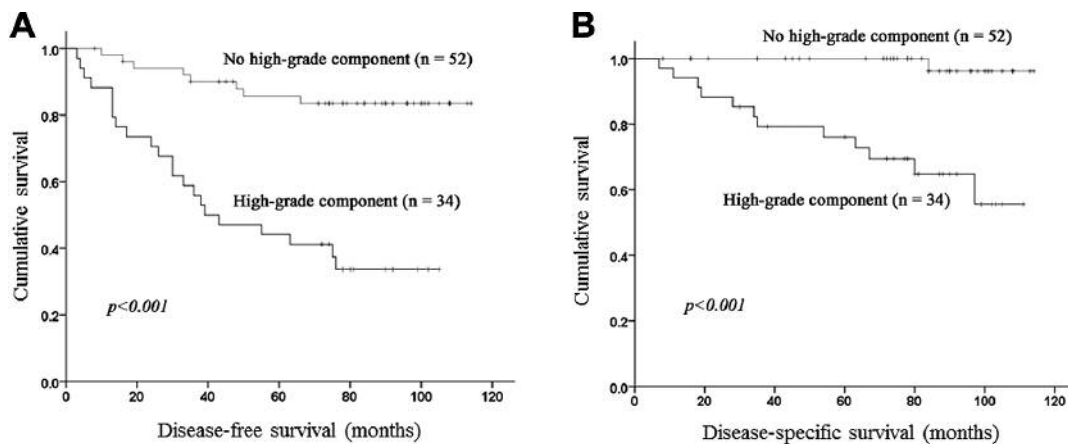 A
Cumulative survival
1.0
0.8
0.6
0.4
0.2
0.0
No high-grade component (n = 52)
High-grade component (n = 34)
p<0.001
0 20 40 60 80 100 120
Disease-free survival (months)
B
Cumulative survival
1.0
0.8
0.6
0.4
0.2
0.0
No high-grade component (n = 52)
High-grade component (n = 34)
p<0.001
0 20 40 60 80 100 120
Disease-specific survival (months)